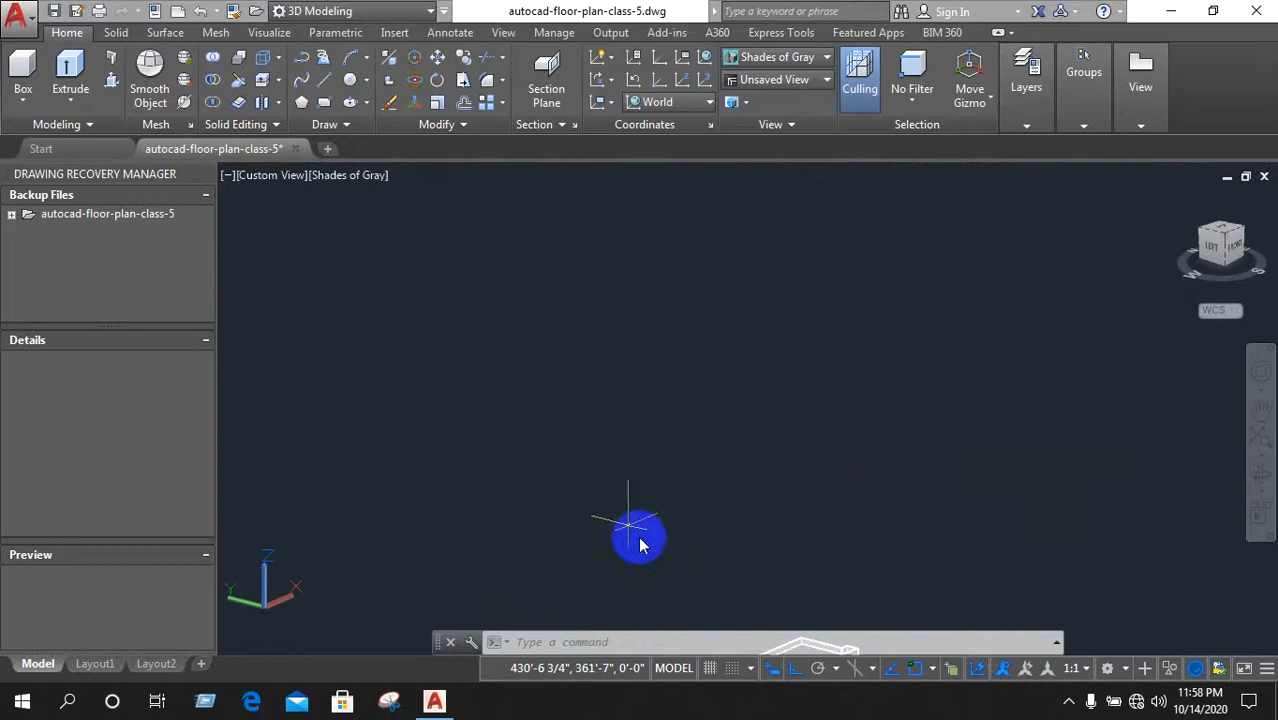 3D Modeling
autocad-floor-plan-class-5.dwg
Type a keyword or phrase
Sign In
Home Solid Surface Mesh Visualize Parametric Insert Annotate View Manage Output Add-ins A360 Express Tools Featured Apps BIM 360
Box
Extrude
Smooth Object
Section Plane
Shades of Gray
Unsaved View
World
Culling
No Filter
Move Gizmo
Layers
Groups
View
Modeling
Mesh
Solid Editing
Draw
Modify
Section
Coordinates
View
Selection
Start
autocad-floor-plan-class-5*
DRAWING RECOVERY MANAGER
Backup Files
autocad-floor-plan-class-5
Details
Preview
[−][Custom View][Shades of Gray]
LEFT
FRONT
W
S
WCS
Z
Y
X
Type a command
Model Layout1 Layout2
430'-6 3/4", 361'-7", 0'-0" MODEL
1:1
11:58 PM
10/14/2020